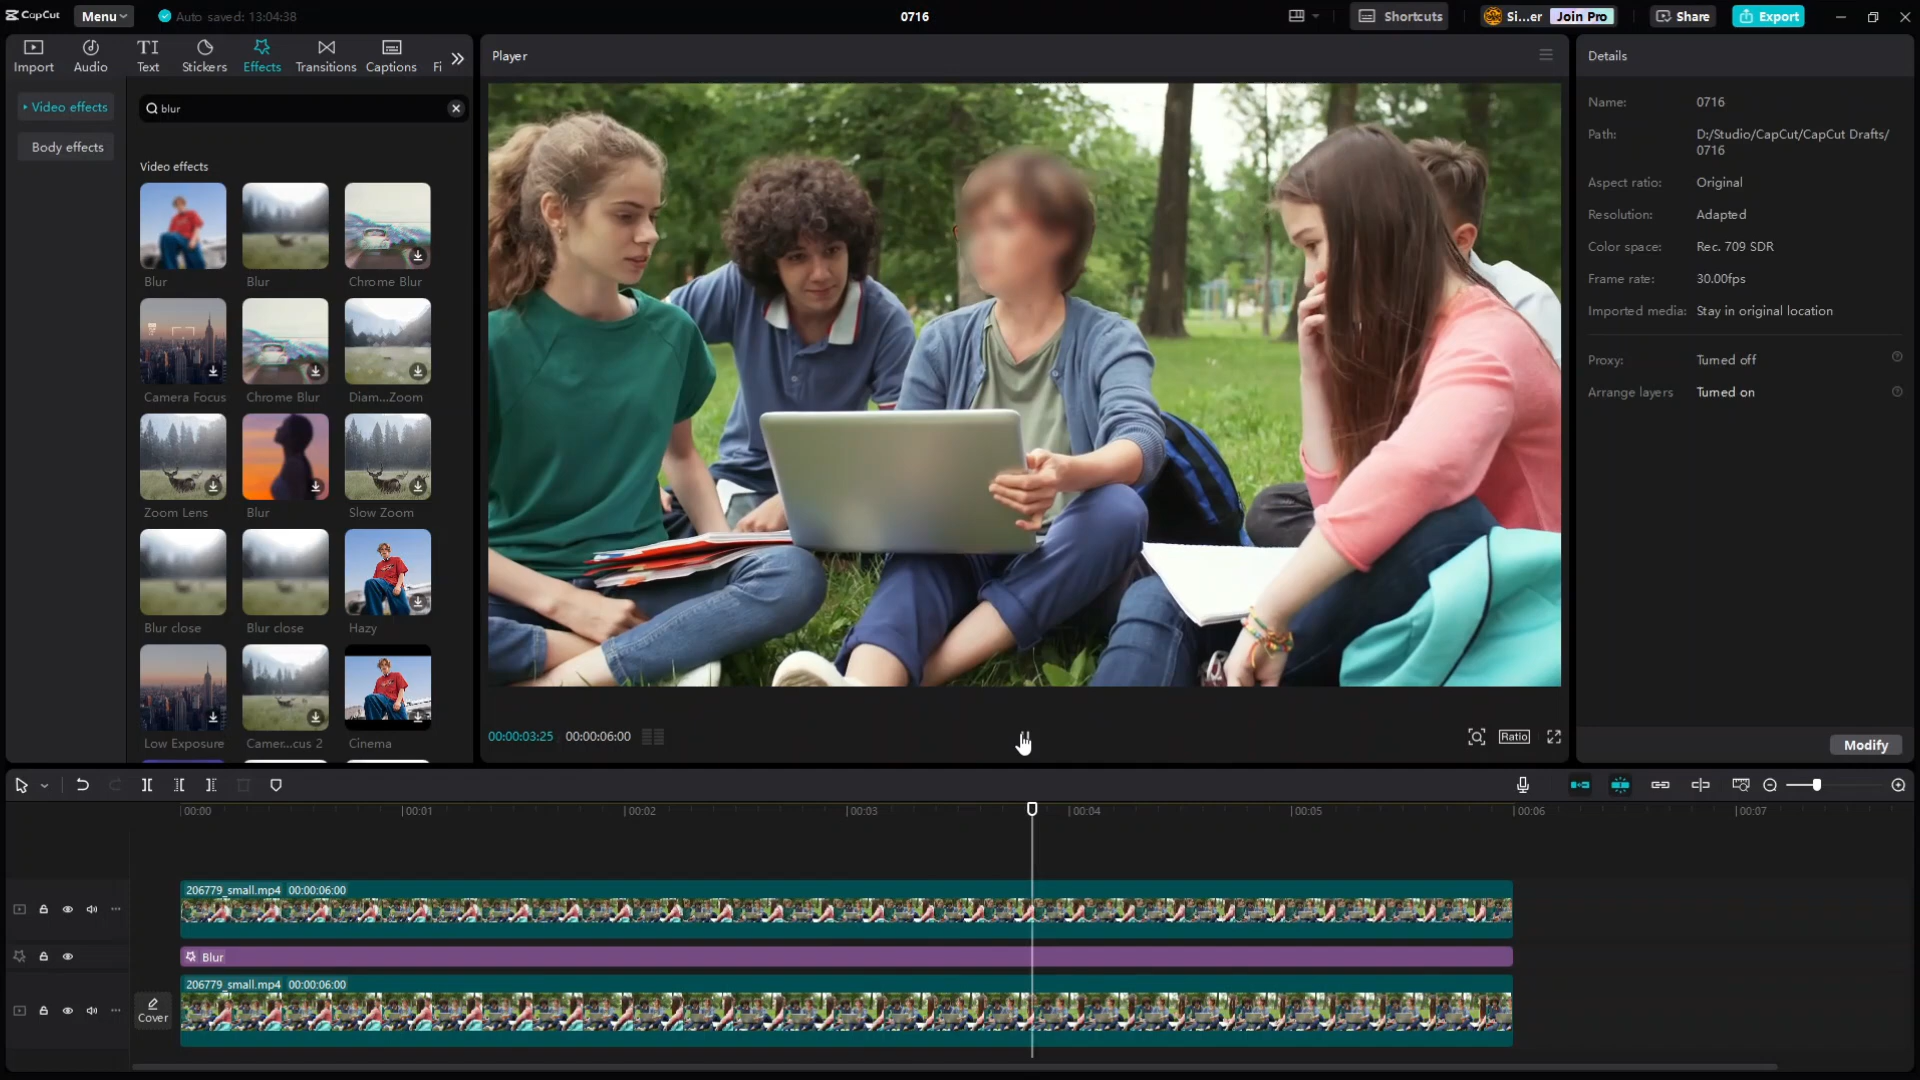 CapCut
Menu
Auto saved: 13:04:38
0716
Shortcuts
Si...er
Join Pro
Share
Export
Import
Audio
TI
Text
Stickers
Effects
Transitions
Captions
Fi
Video effects
Body effects
blur
Video effects
Blur
Blur
Chrome Blur
Camera Focus
Chrome Blur
Diam...Zoom
Zoom Lens
Blur
Slow Zoom
Blur close
Blur close
Hazy
Low Exposure
Camer...cus 2
Cinema
Player
00:00:03:25
00:00:06:00
Ratio
Details
Name: 0716
Path: D:/Studio/CapCut/CapCut Drafts/
0716
Aspect ratio: Original
Resolution: Adapted
Color space: Rec. 709 SDR
Frame rate: 30.00fps
Imported media: Stay in original location
Proxy: Turned off
Arrange layers Turned on
Modify
00:00
00:01
00:02
00:03
00:04
00:05
00:06
00:07
206779_small.mp4 00:00:06:00
Blur
206779_small.mp4 00:00:06:00
Cover